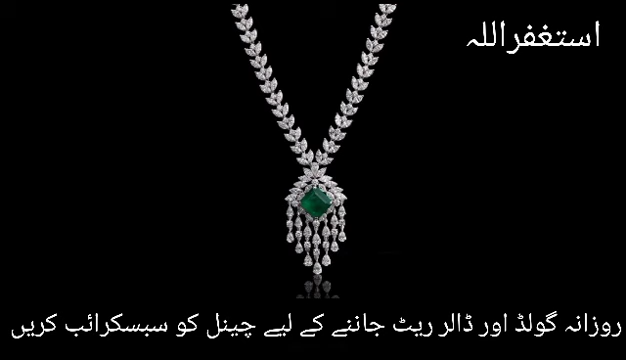 استغفراللہ
روزانہ گولڈ اور ڈالر ریٹ جاننے کے لیے چینل کو سبسکرائب کریں